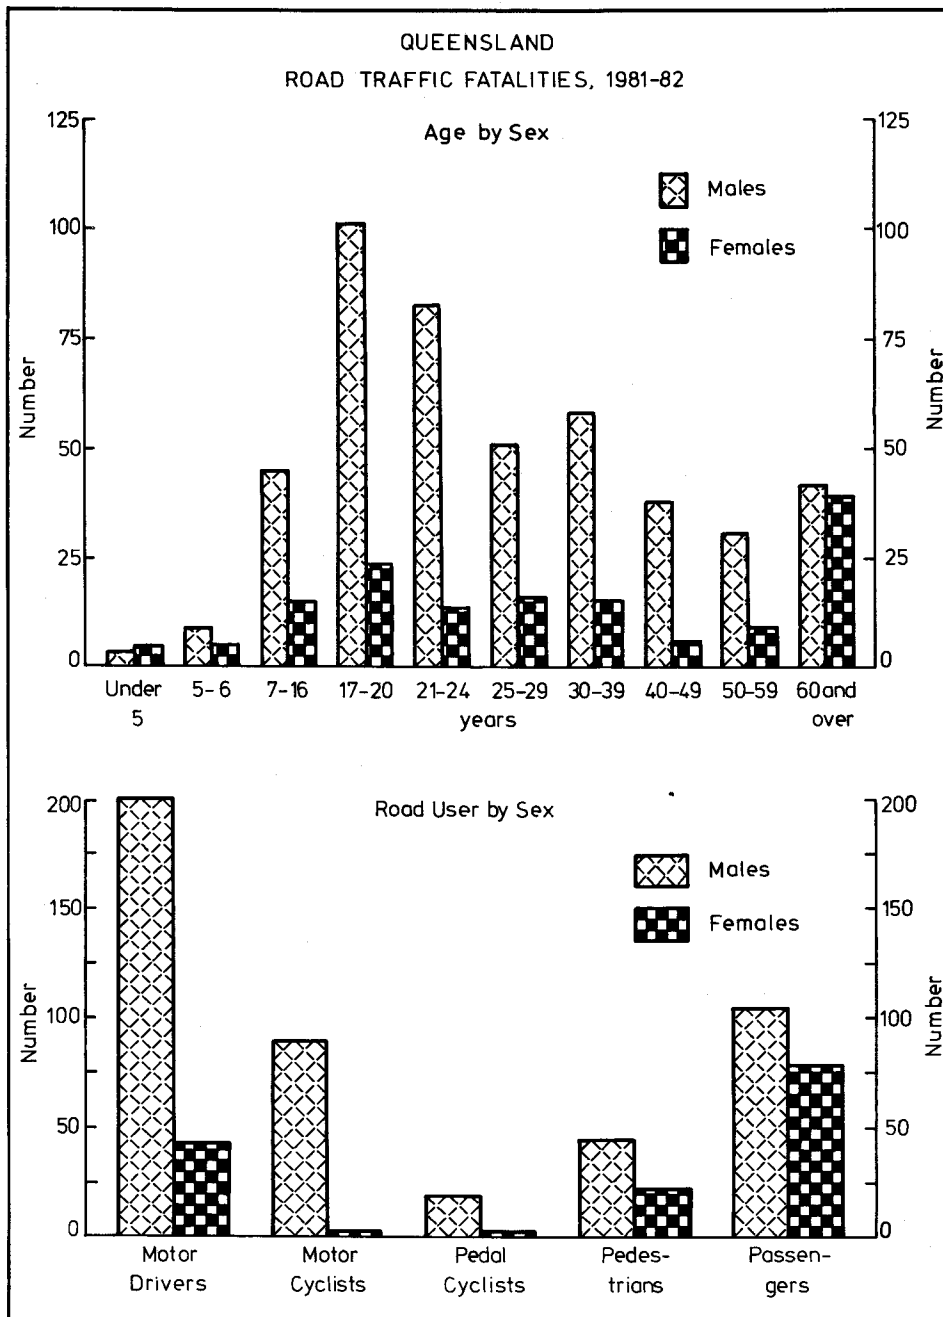 QUEENSLAND
ROAD TRAFFIC FATALITIES, 1981-82
Age by Sex
Males
Females
Number
125
100
75
50
25
0
125
100
75
50
25
0
Number
Under 5
5-6
7-16
17-20
21-24
25-29
30-39
40-49
50-59
60 and over
years
Road User by Sex
Males
Females
Number
200
150
100
50
0
200
150
100
50
0
Number
Motor Drivers
Motor Cyclists
Pedal Cyclists
Pedes-
trians
Passen-
gers